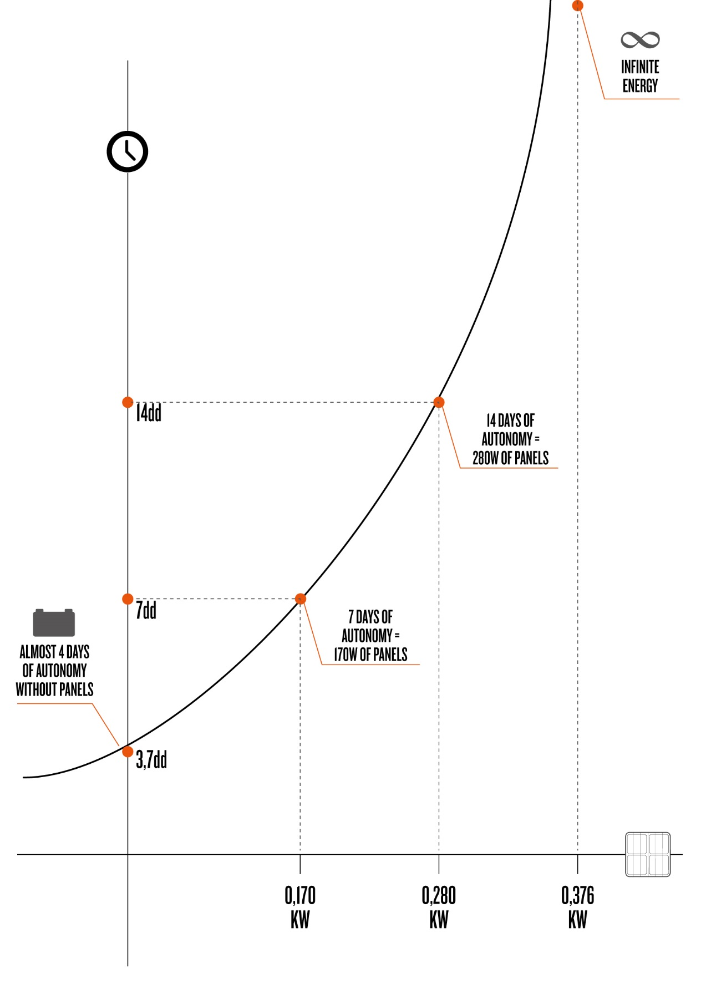 INFINITE
ENERGY
14dd
14 DAYS OF
AUTONOMY =
280W OF PANELS
7dd
7 DAYS OF
AUTONOMY =
170W OF PANELS
ALMOST 4 DAYS
OF AUTONOMY
WITHOUT PANELS
3,7dd
0,170
KW
0,280
KW
0,376
KW